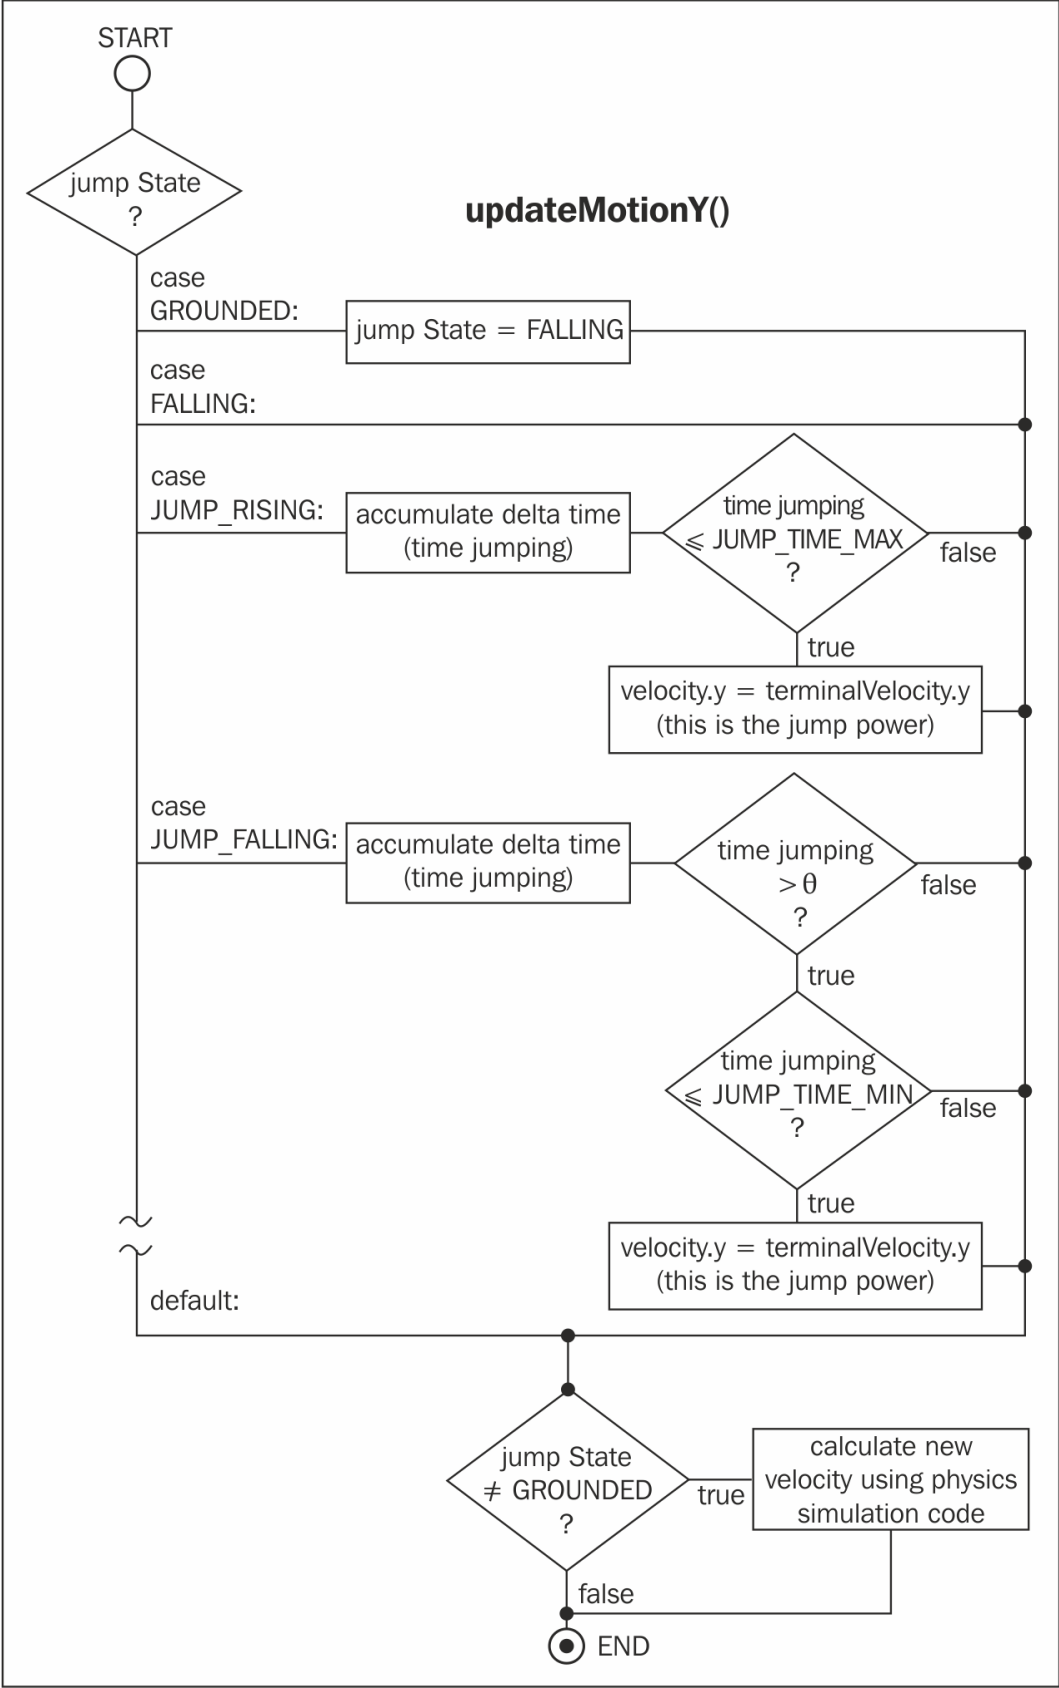 START
jump State
?
updateMotionY()
case
GROUNDED:
jump State = FALLING
case
FALLING:
case
JUMP_RISING:
accumulate delta time
(time jumping)
time jumping
⩽ JUMP_TIME_MAX
?
false
true
velocity.y = terminalVelocity.y
(this is the jump power)
case
JUMP_FALLING:
accumulate delta time
(time jumping)
time jumping
> θ
?
false
true
time jumping
⩽ JUMP_TIME_MIN
?
false
true
velocity.y = terminalVelocity.y
(this is the jump power)
default:
jump State
≠ GROUNDED
?
true
calculate new
velocity using physics
simulation code
false
END